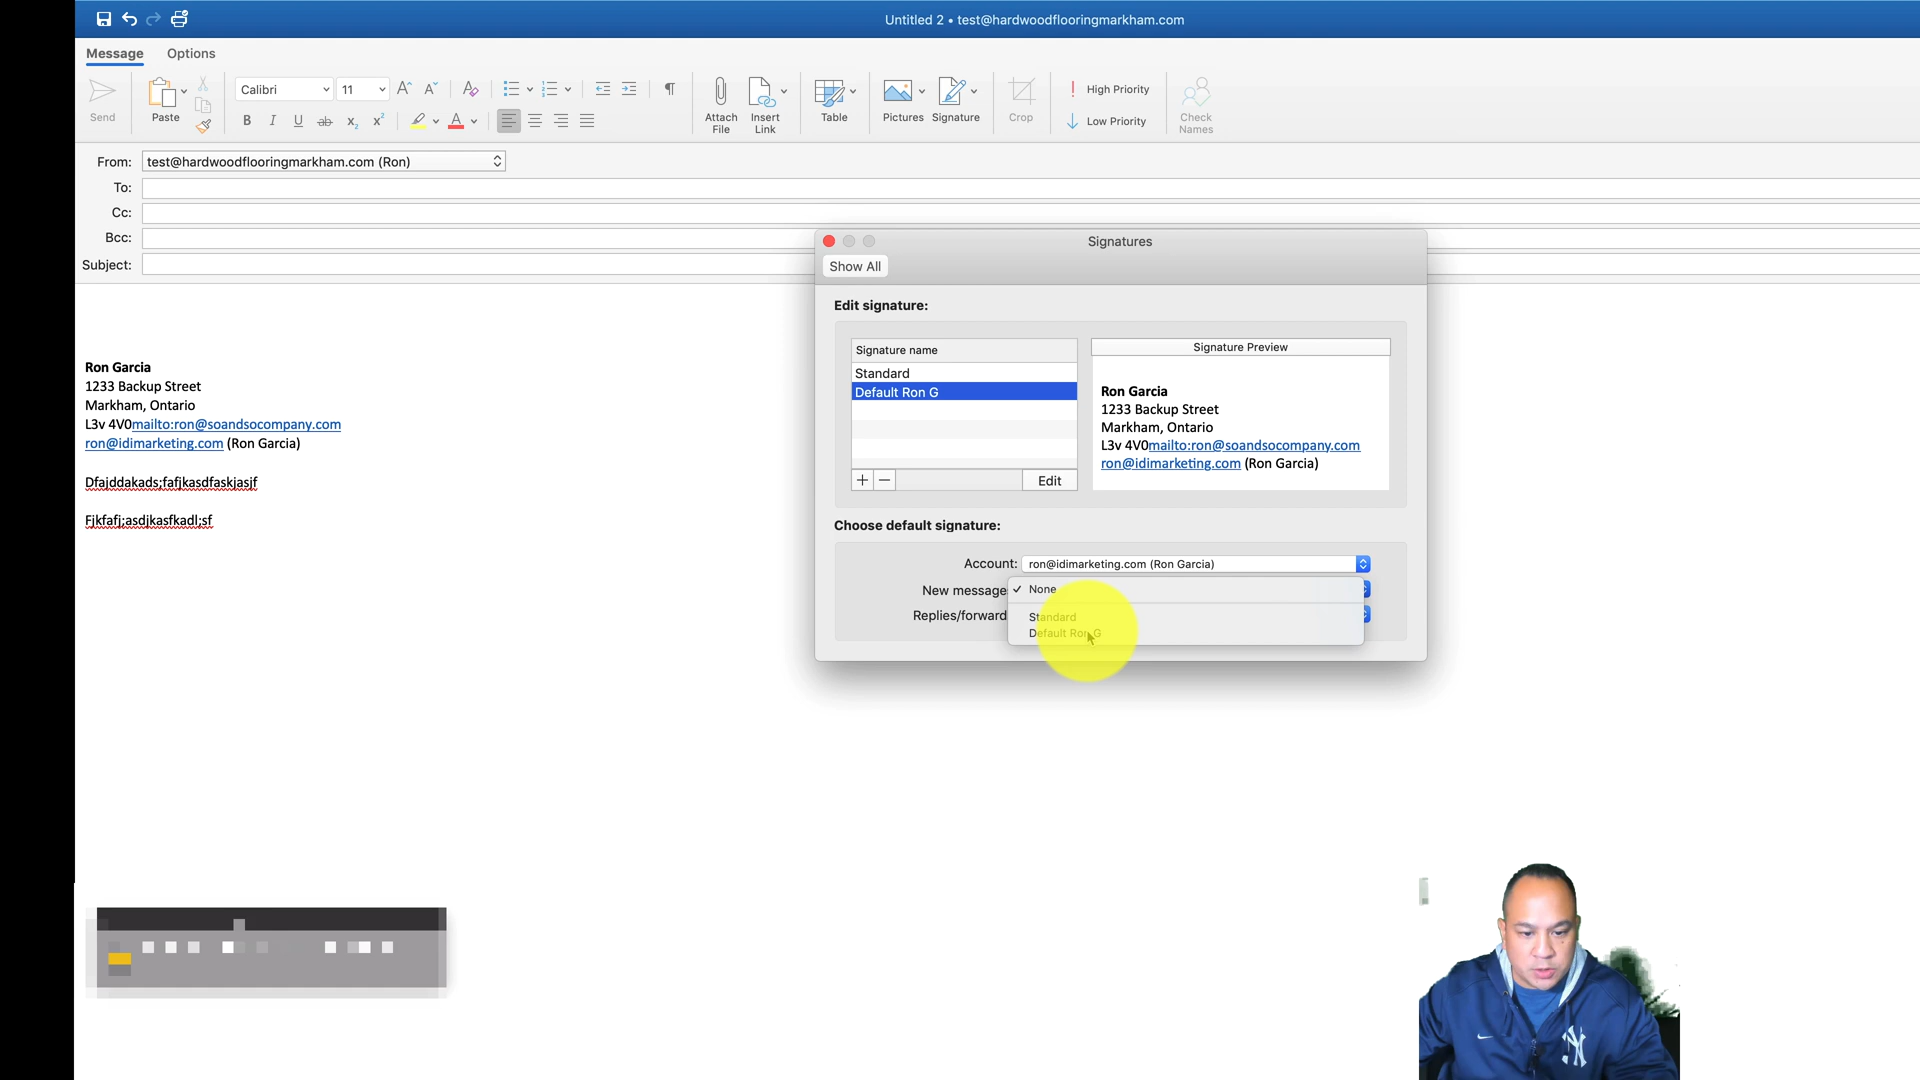 Untitled 2 • test@hardwoodflooringmarkham.com
Message Options
Send
Paste
Calibri 11
B I U ab x₂ x² A
Attach File
Insert Link
Table
Pictures
Signature
Crop
High Priority
Low Priority
Check Names
From: test@hardwoodflooringmarkham.com (Ron)
To:
Cc:
Bcc:
Subject:
Ron Garcia
1233 Backup Street
Markham, Ontario
L3v 4V0mailto:ron@soandsocompany.com
ron@idimarketing.com (Ron Garcia)
Dfajddakads;fafjkasdfaskjasjf
Fjkfafj;asdjkasfkadl;sf
Signatures
Show All
Edit signature:
Signature name
Standard
Default Ron G
+ − Edit
Signature Preview
Ron Garcia
1233 Backup Street
Markham, Ontario
L3v 4V0mailto:ron@soandsocompany.com
ron@idimarketing.com (Ron Garcia)
Choose default signature:
Account: ron@idimarketing.com (Ron Garcia)
New message
✓ None
Replies/forward
Standard
Default Ron G
NY